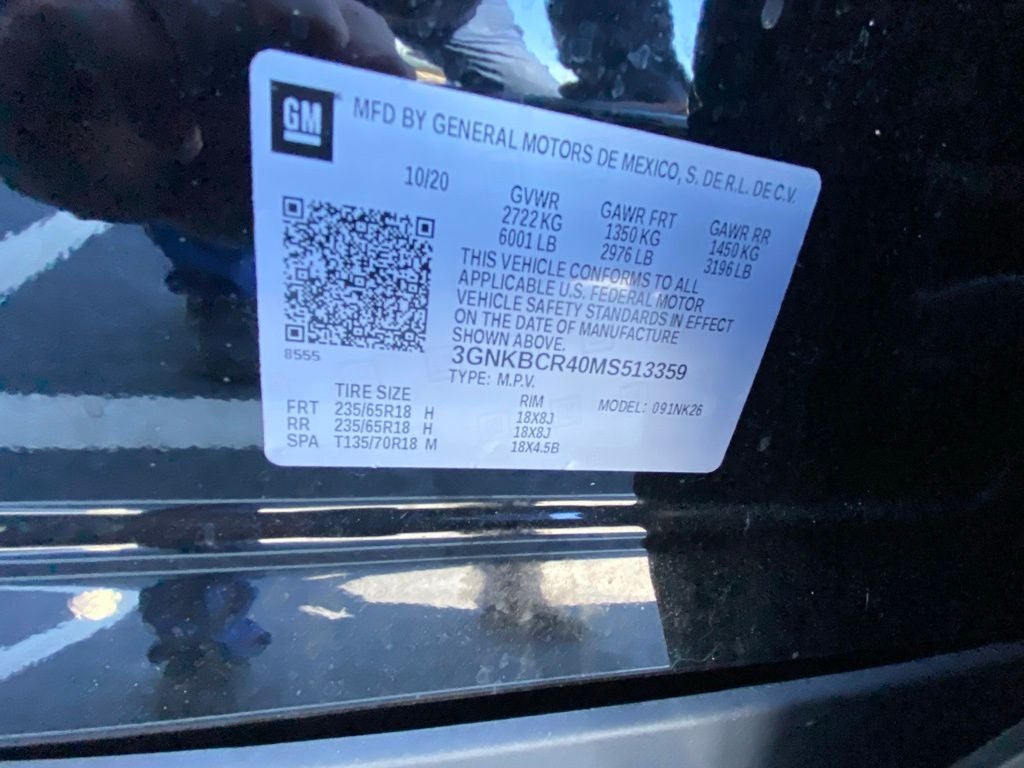 GM MFD BY GENERAL MOTORS DE MEXICO, S. DE R.L. DE C.V.
10/20 GVWR GAWR FRT GAWR RR
2722 KG 1350 KG 1450 KG
6001 LB 2976 LB 3196 LB
THIS VEHICLE CONFORMS TO ALL
APPLICABLE U.S. FEDERAL MOTOR
VEHICLE SAFETY STANDARDS IN EFFECT
ON THE DATE OF MANUFACTURE
SHOWN ABOVE.
8555
3GNKBCR40MS513359
TYPE: M.P.V. MODEL: 091NK26
TIRE SIZE RIM
FRT 235/65R18 H 18X8J
RR 235/65R18 H 18X8J
SPA T135/70R18 M 18X4.5B